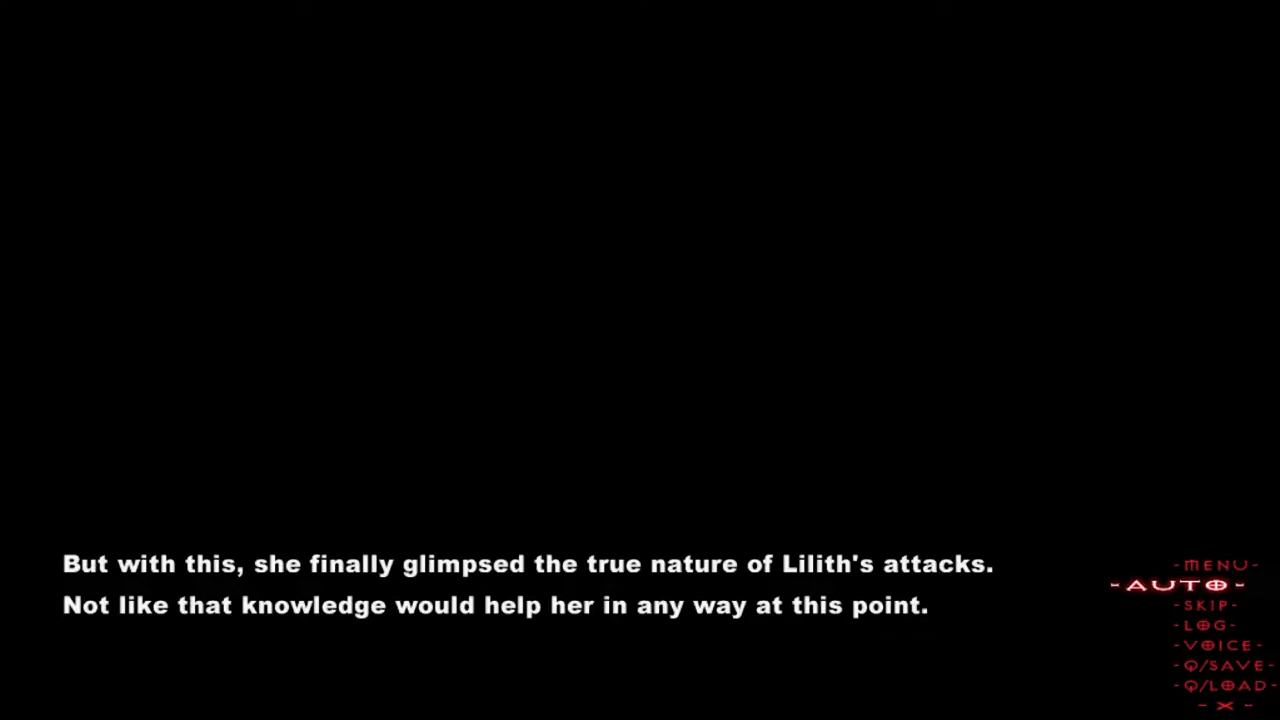 But with this, she finally glimpsed the true nature of Lilith's attacks.
Not like that knowledge would help her in any way at this point.
-MENU-
-AUTO-
-SKIP-
-LOG-
-VOICE-
-Q/SAVE-
-Q/LOAD-
-X-